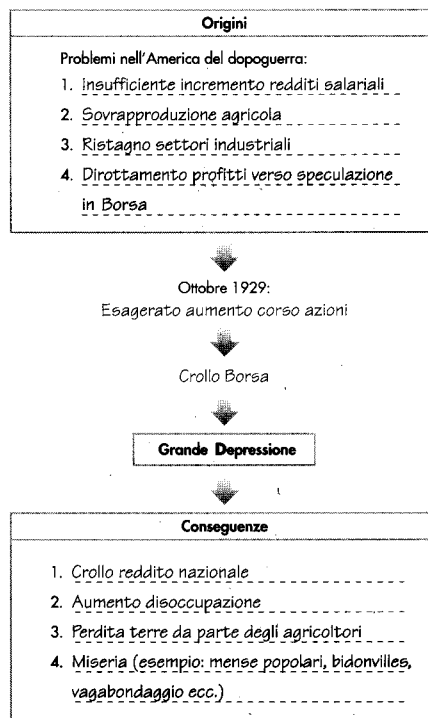 Origini
Problemi nell'America del dopoguerra:
1. Insufficiente incremento redditi salariali
2. Sovrapproduzione agricola
3. Ristagno settori industriali
4. Dirottamento profitti verso speculazione
in Borsa
Ottobre 1929:
Esagerato aumento corso azioni
Crollo Borsa
Grande Depressione
Conseguenze
1. Crollo reddito nazionale
2. Aumento disoccupazione
3. Perdita terre da parte degli agricoltori
4. Miseria (esempio: mense popolari, bidonvilles,
vagabondaggio ecc.)